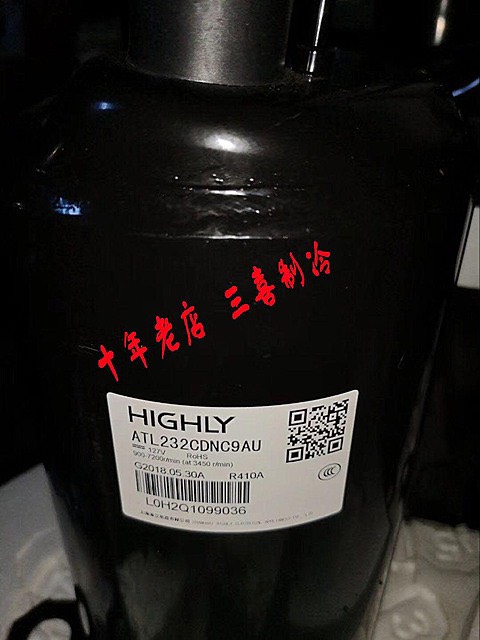 十年老店 三喜制冷
HIGHLY
ATL232CDNC9AU
127V RoHS
900-7200r/min (at 3450 r/min)
G2018.05.30A R410A
L0H2Q1099036